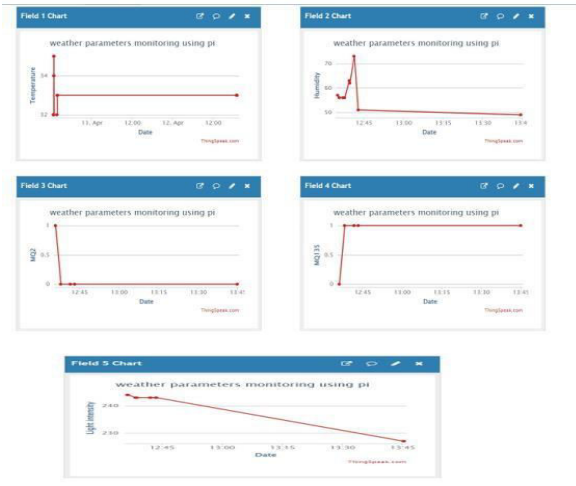 Field 1 Chart
weather parameters monitoring using pi
Temperature
34
32
11. Apr 12:00 12. Apr 12:00
Date
ThingSpeak.com
Field 2 Chart
weather parameters monitoring using pi
Humidity
70
60
50
12:45 13:00 13:15 13:30 13:4
Date
ThingSpeak.com
Field 3 Chart
weather parameters monitoring using pi
MQ2
1
0.5
0
12:45 13:00 13:15 13:30 13:45
Date
ThingSpeak.com
Field 4 Chart
weather parameters monitoring using pi
MQ135
1
0.5
0
12:45 13:00 13:15 13:30 13:45
Date
ThingSpeak.com
Field 5 Chart
weather parameters monitoring using pi
Light intensity
240
230
12:45 13:00 13:15 13:30 13:45
Date
ThingSpeak.com